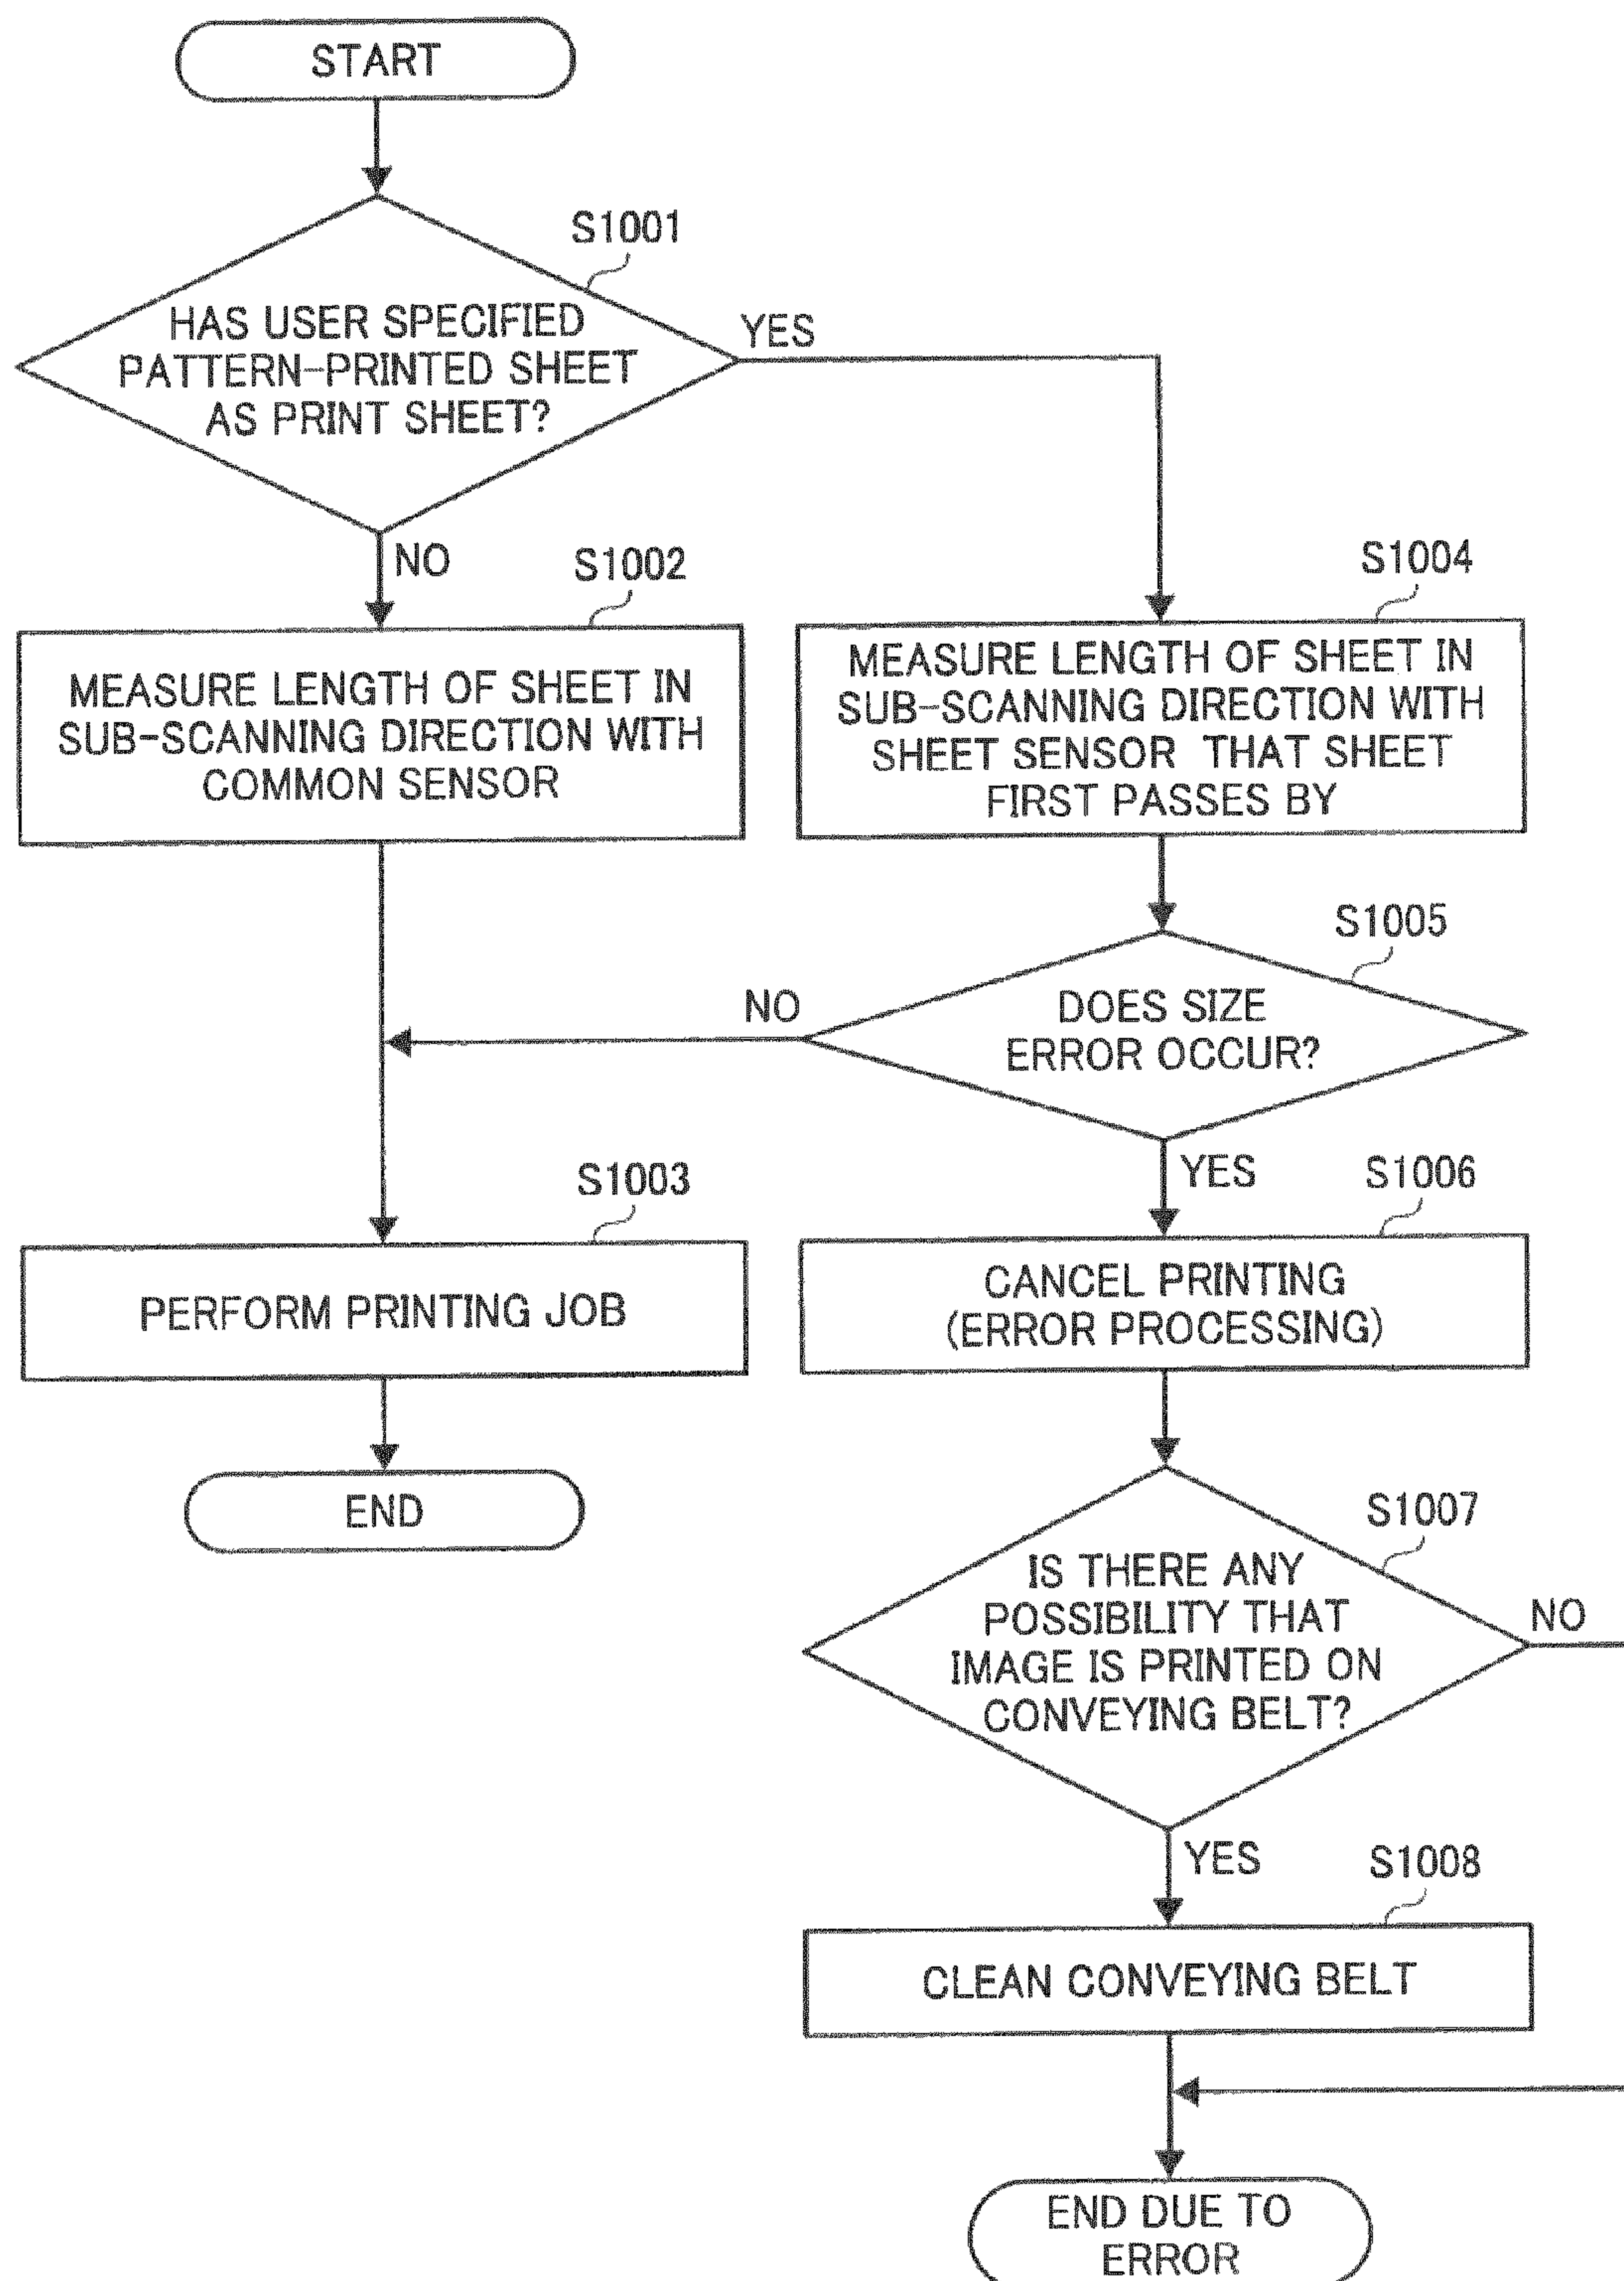 START
S1001
HAS USER SPECIFIED
PATTERN-PRINTED SHEET
AS PRINT SHEET?
YES
NO
S1002
MEASURE LENGTH OF SHEET IN
SUB-SCANNING DIRECTION WITH
COMMON SENSOR
S1004
MEASURE LENGTH OF SHEET IN
SUB-SCANNING DIRECTION WITH
SHEET SENSOR THAT SHEET
FIRST PASSES BY
S1005
DOES SIZE
ERROR OCCUR?
NO
YES
S1003
PERFORM PRINTING JOB
END
S1006
CANCEL PRINTING
(ERROR PROCESSING)
S1007
IS THERE ANY
POSSIBILITY THAT
IMAGE IS PRINTED ON
CONVEYING BELT?
NO
YES
S1008
CLEAN CONVEYING BELT
END DUE TO
ERROR